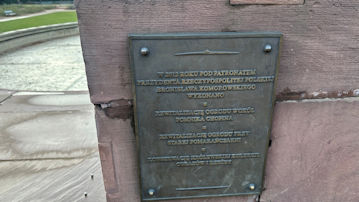 W 2012 ROKU POD PATRONATEM
PREZYDENTA RZECZYPOSPOLITEJ POLSKIEJ
BRONISŁAWA KOMOROWSKIEGO
WYKONANO
REWITALIZACJĘ OGRODU WOKÓŁ
POMNIKA CHOPINA
REWITALIZACJĘ OGRODU PRZY
STAREJ POMARAŃCZARNI